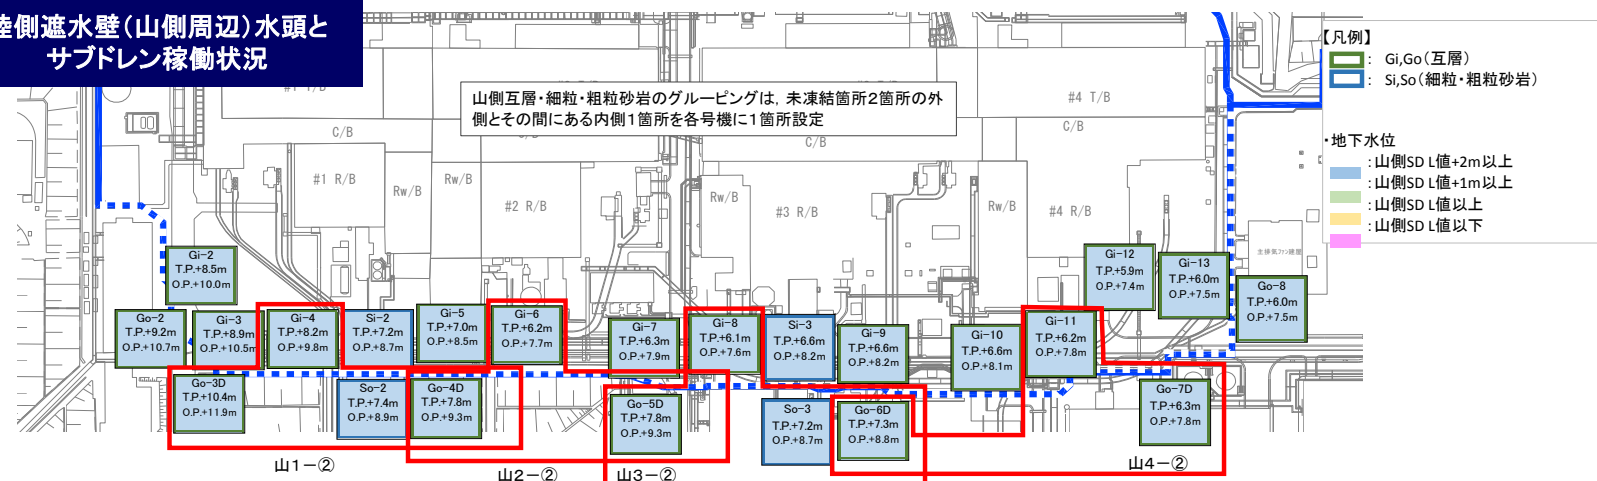 陸側遮水壁(山側周辺)水頭と
サブドレン稼働状況
山側互層・細粒・粗粒砂岩のグルーピングは，未凍結箇所２箇所の外
側とその間にある内側１箇所を各号機に１箇所設定
【凡例】
： Gi,Go(互層)
： Si,So(細粒・粗粒砂岩)
・地下水位
：山側SD L値+2m以上
：山側SD L値+1m以上
：山側SD L値以上
：山側SD L値以下
#1 T/B
#4 T/B
C/B
C/B
C/B
#1 R/B
Rw/B
Rw/B
#2 R/B
Rw/B
#3 R/B
Rw/B
#4 R/B
主排気ファン建屋
Gi-2
T.P.+8.5m
O.P.+10.0m
Gi-12
T.P.+5.9m
O.P.+7.4m
Gi-13
T.P.+6.0m
O.P.+7.5m
Go-8
T.P.+6.0m
O.P.+7.5m
Go-2
T.P.+9.2m
O.P.+10.7m
Gi-3
T.P.+8.9m
O.P.+10.5m
Gi-4
T.P.+8.2m
O.P.+9.8m
Si-2
T.P.+7.2m
O.P.+8.7m
Gi-5
T.P.+7.0m
O.P.+8.5m
Gi-6
T.P.+6.2m
O.P.+7.7m
Gi-7
T.P.+6.3m
O.P.+7.9m
Gi-8
T.P.+6.1m
O.P.+7.6m
Si-3
T.P.+6.6m
O.P.+8.2m
Gi-9
T.P.+6.6m
O.P.+8.2m
Gi-10
T.P.+6.6m
O.P.+8.1m
Gi-11
T.P.+6.2m
O.P.+7.8m
Go-3D
T.P.+10.4m
O.P.+11.9m
So-2
T.P.+7.4m
O.P.+8.9m
Go-4D
T.P.+7.8m
O.P.+9.3m
Go-5D
T.P.+7.8m
O.P.+9.3m
So-3
T.P.+7.2m
O.P.+8.7m
Go-6D
T.P.+7.3m
O.P.+8.8m
Go-7D
T.P.+6.3m
O.P.+7.8m
山１－②
山２－②
山３－②
山４－②